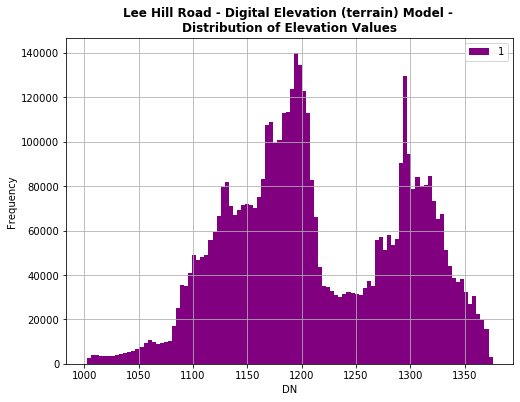 Lee Hill Road - Digital Elevation (terrain) Model -
Distribution of Elevation Values
1
140000
120000
100000
80000
60000
40000
20000
0
Frequency
1000 1050 1100 1150 1200 1250 1300 1350
DN